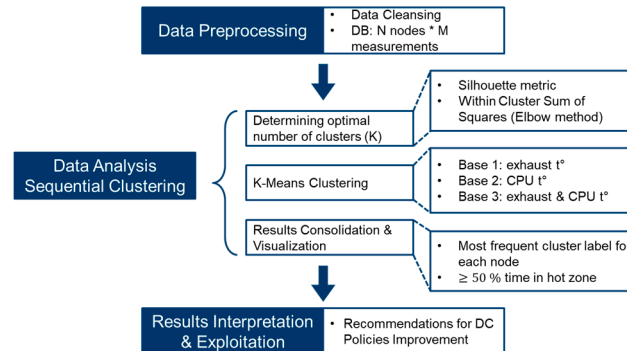 Data Preprocessing
• Data Cleansing
• DB: N nodes * M
measurements
Data Analysis
Sequential Clustering
Determining optimal
number of clusters (K)
• Silhouette metric
• Within Cluster Sum of
Squares (Elbow method)
K-Means Clustering
• Base 1: exhaust t°
• Base 2: CPU t°
• Base 3: exhaust & CPU t°
Results Consolidation &
Visualization
• Most frequent cluster label fo
each node
• ≥ 50 % time in hot zone
Results Interpretation
& Exploitation
• Recommendations for DC
Policies Improvement